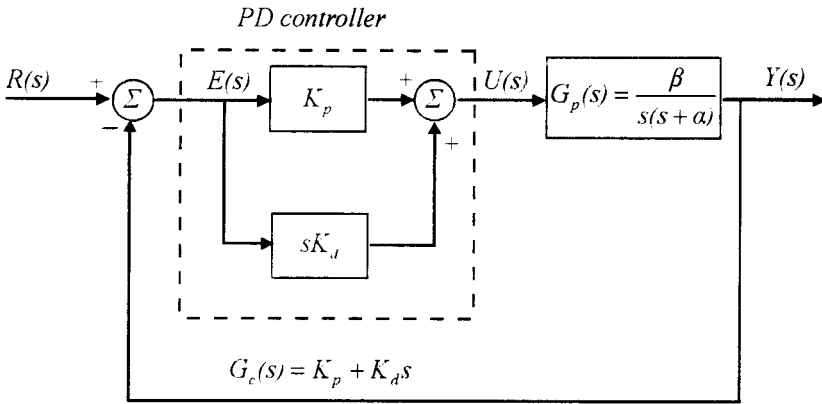 PD controller
R(s)
+
Σ
−
E(s)
K_p
+
Σ
+
U(s)
G_p(s) = β / s(s + α)
Y(s)
sK_d
G_c(s) = K_p + K_d s